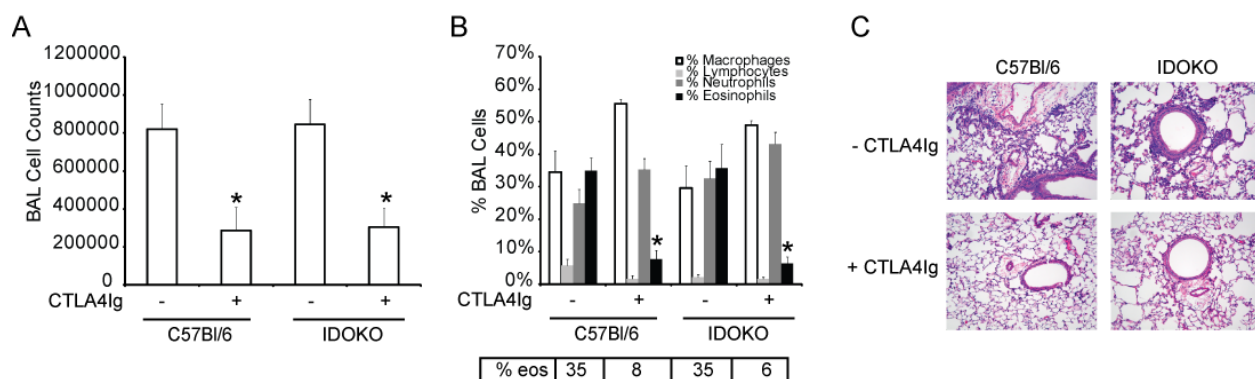 A
1200000
1000000
800000
600000
400000
200000
0
BAL Cell Counts
CTLA4Ig - + - +
C57Bl/6 IDOKO
B
70%
60%
50%
40%
30%
20%
10%
0%
% BAL Cells
% Macrophages
% Lymphocytes
% Neutrophils
% Eosinophils
* *
CTLA4Ig - + - +
C57Bl/6 IDOKO
% eos 35 8 35 6
C
C57Bl/6 IDOKO
- CTLA4Ig
+ CTLA4Ig